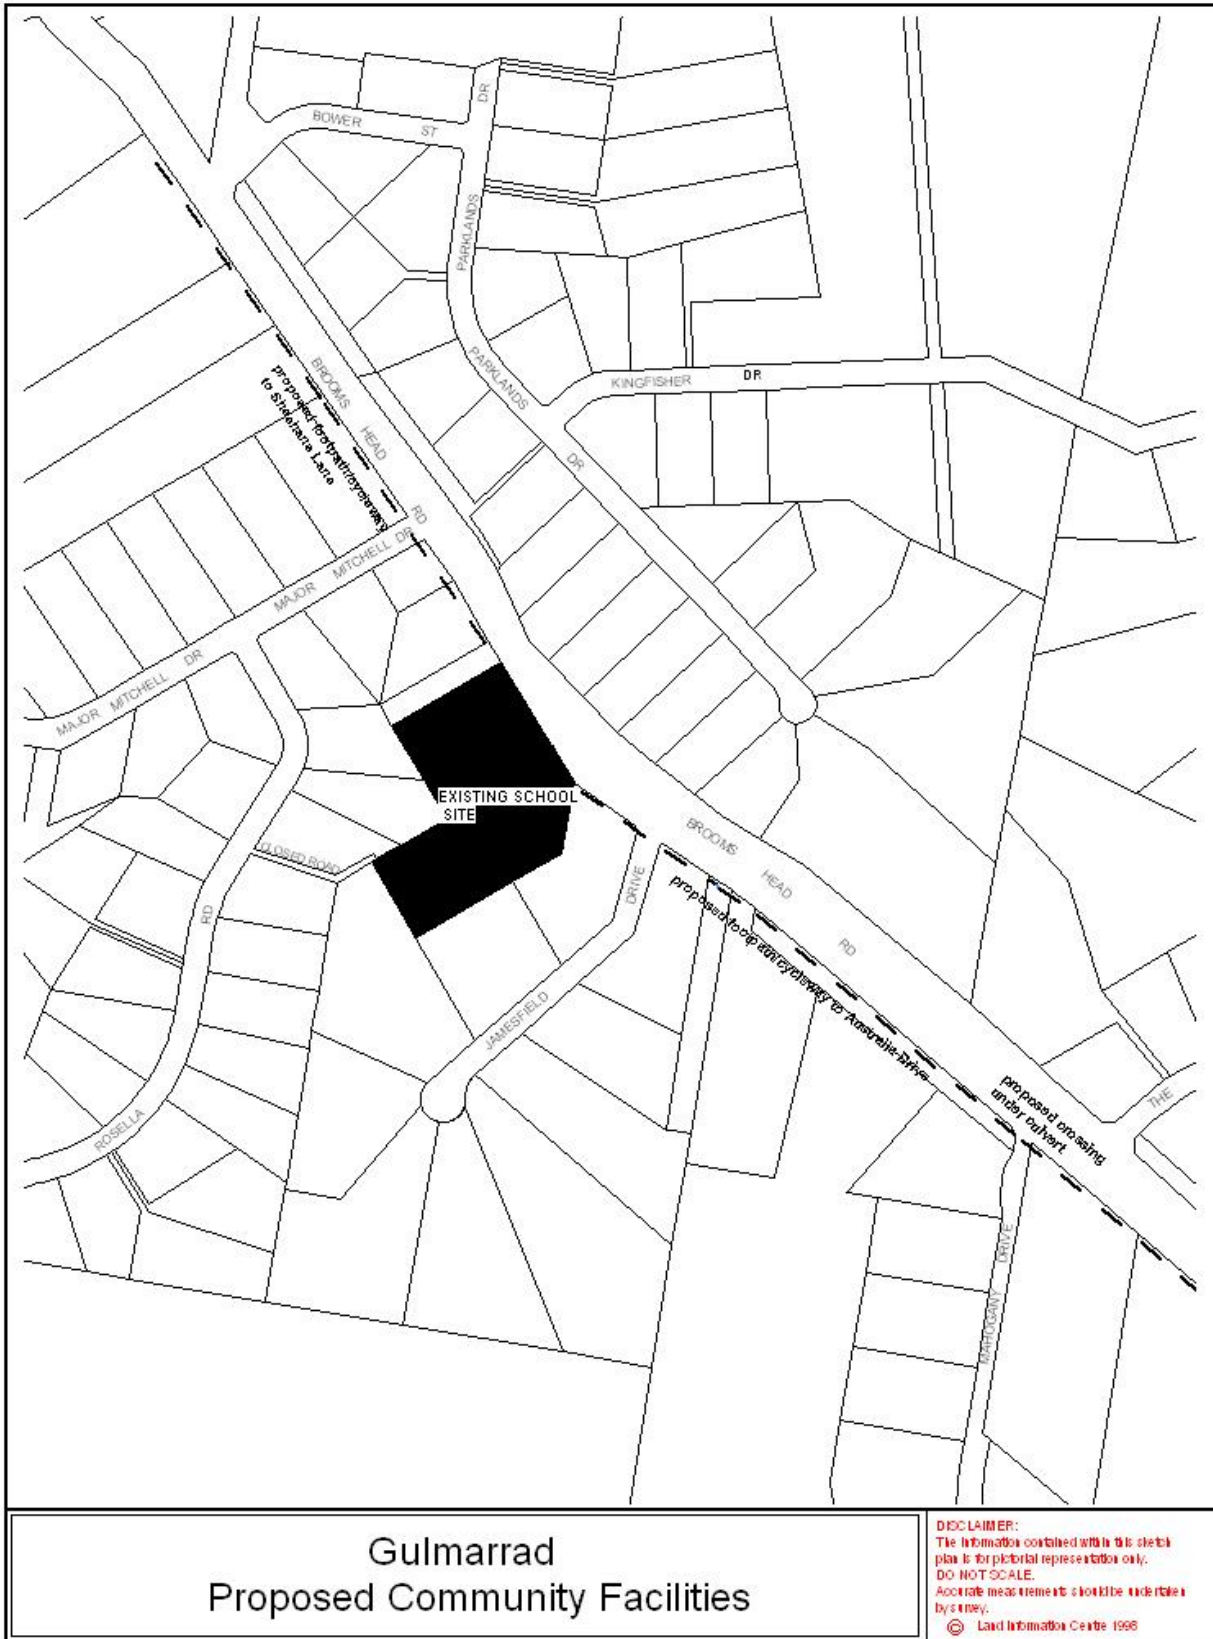 DR
BOWER ST
PARKLANDS
PARKLANDS
DR
KINGFISHER DR
BROOMS
HEAD
RD
proposed footpath/cycleway
to Sheehans Lane
MAJOR MITCHELL DR
MAJOR MITCHELL DR
EXISTING SCHOOL
SITE
CLOSED ROAD
RD
ROSELLA
DRIVE
JAMESFIELD
BROOMS
HEAD
RD
proposed footpath/cycleway to Australia Drive
proposed crossing
under culvert
THE
DRIVE
MAHOGANY
Gulmarrad
Proposed Community Facilities
DISCLAIMER:
The information contained within this sketch
plan is for pictorial representation only.
DO NOT SCALE.
Accurate measurements should be undertaken
by survey.
© Land Information Centre 1998